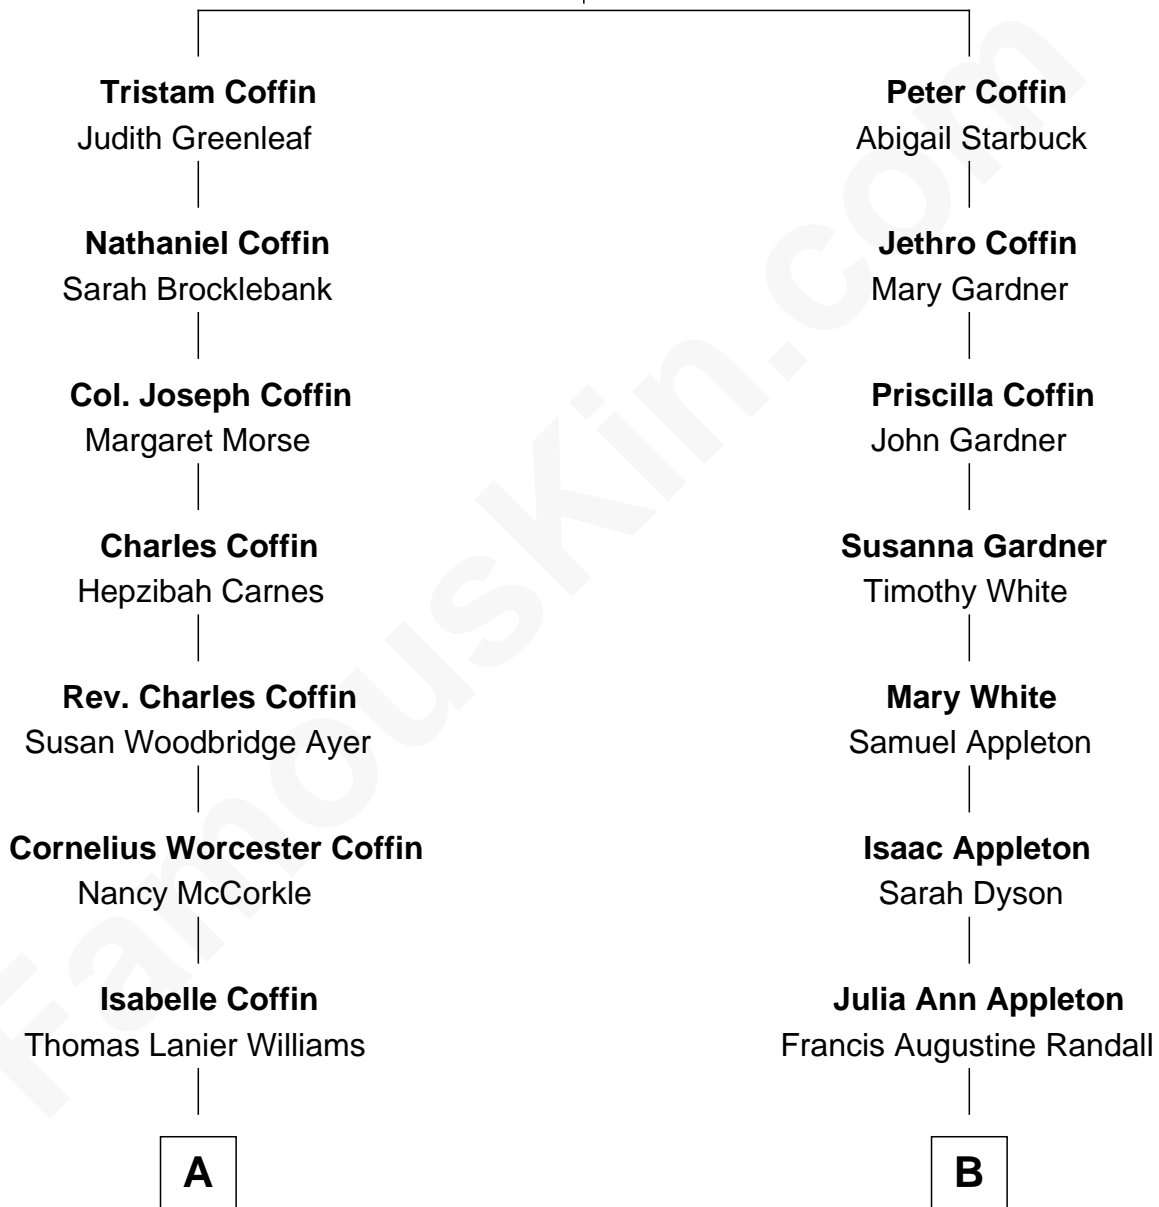 Tristam Coffin
Judith Greenleaf
Nathaniel Coffin
Sarah Brocklebank
Col. Joseph Coffin
Margaret Morse
Charles Coffin
Hepzibah Carnes
Rev. Charles Coffin
Susan Woodbridge Ayer
Cornelius Worcester Coffin
Nancy McCorkle
Isabelle Coffin
Thomas Lanier Williams
A
Peter Coffin
Abigail Starbuck
Jethro Coffin
Mary Gardner
Priscilla Coffin
John Gardner
Susanna Gardner
Timothy White
Mary White
Samuel Appleton
Isaac Appleton
Sarah Dyson
Julia Ann Appleton
Francis Augustine Randall
B
FamousKin.com